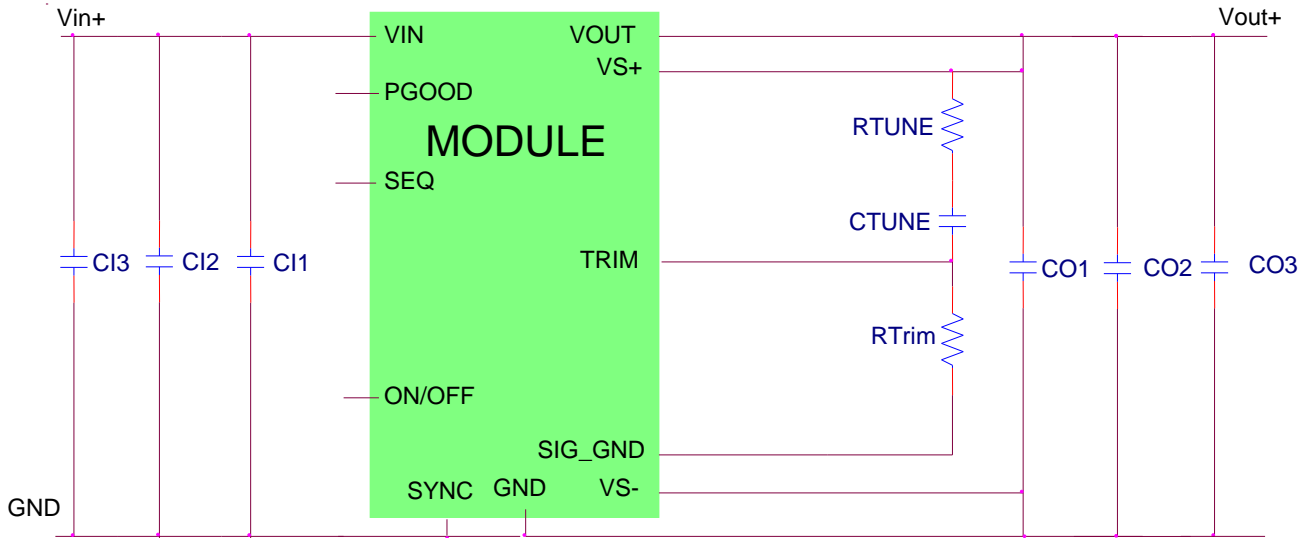 Vin+
Vout+
VIN
VOUT
VS+
PGOOD
RTUNE
MODULE
SEQ
CTUNE
TRIM
CI3
CI2
CI1
CO1
CO2
CO3
RTrim
ON/OFF
SIG_GND
SYNC
GND
VS-
GND